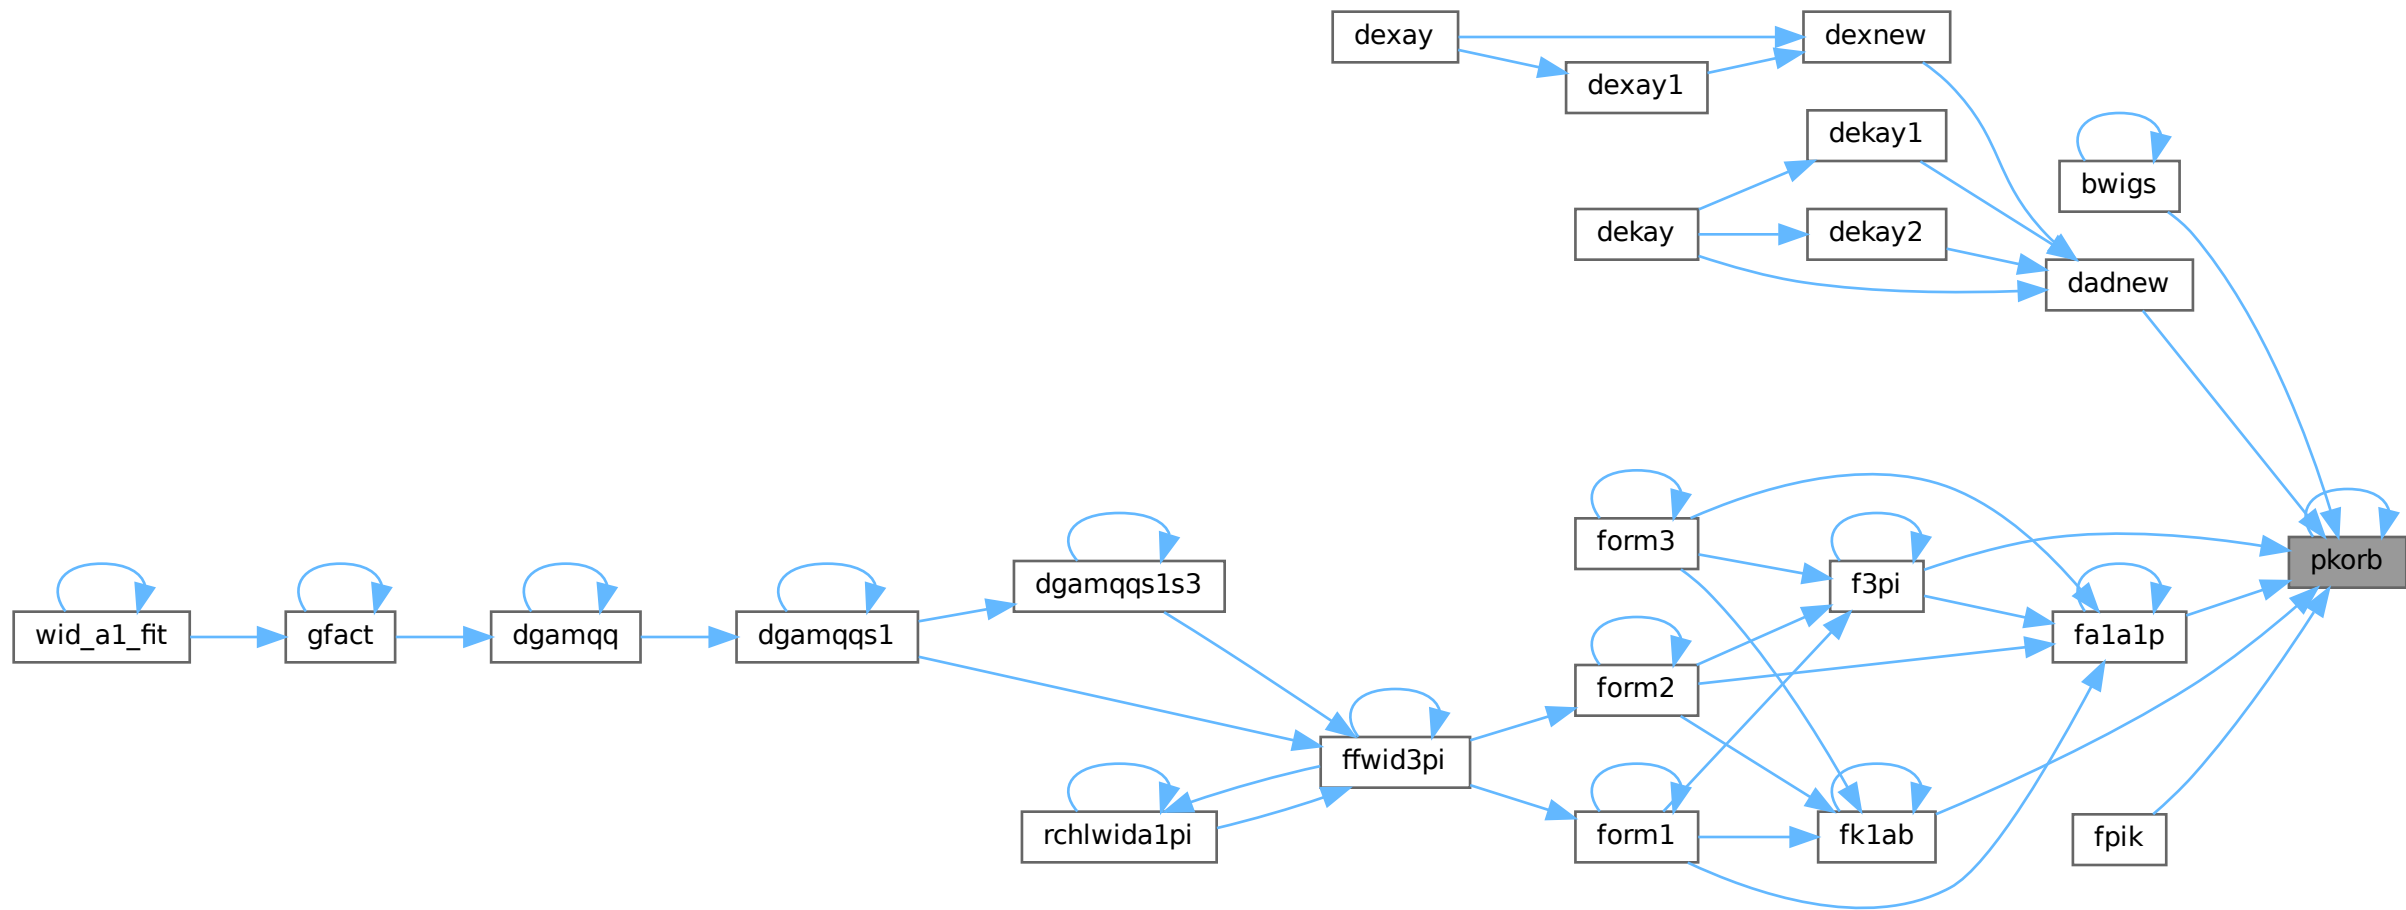 dexay
dexnew
dexay1
dekay1
bwigs
dekay
dekay2
dadnew
form3
pkorb
f3pi
dgamqqs1s3
wid_a1_fit
gfact
dgamqq
dgamqqs1
fa1a1p
form2
ffwid3pi
rchlwida1pi
form1
fk1ab
fpik